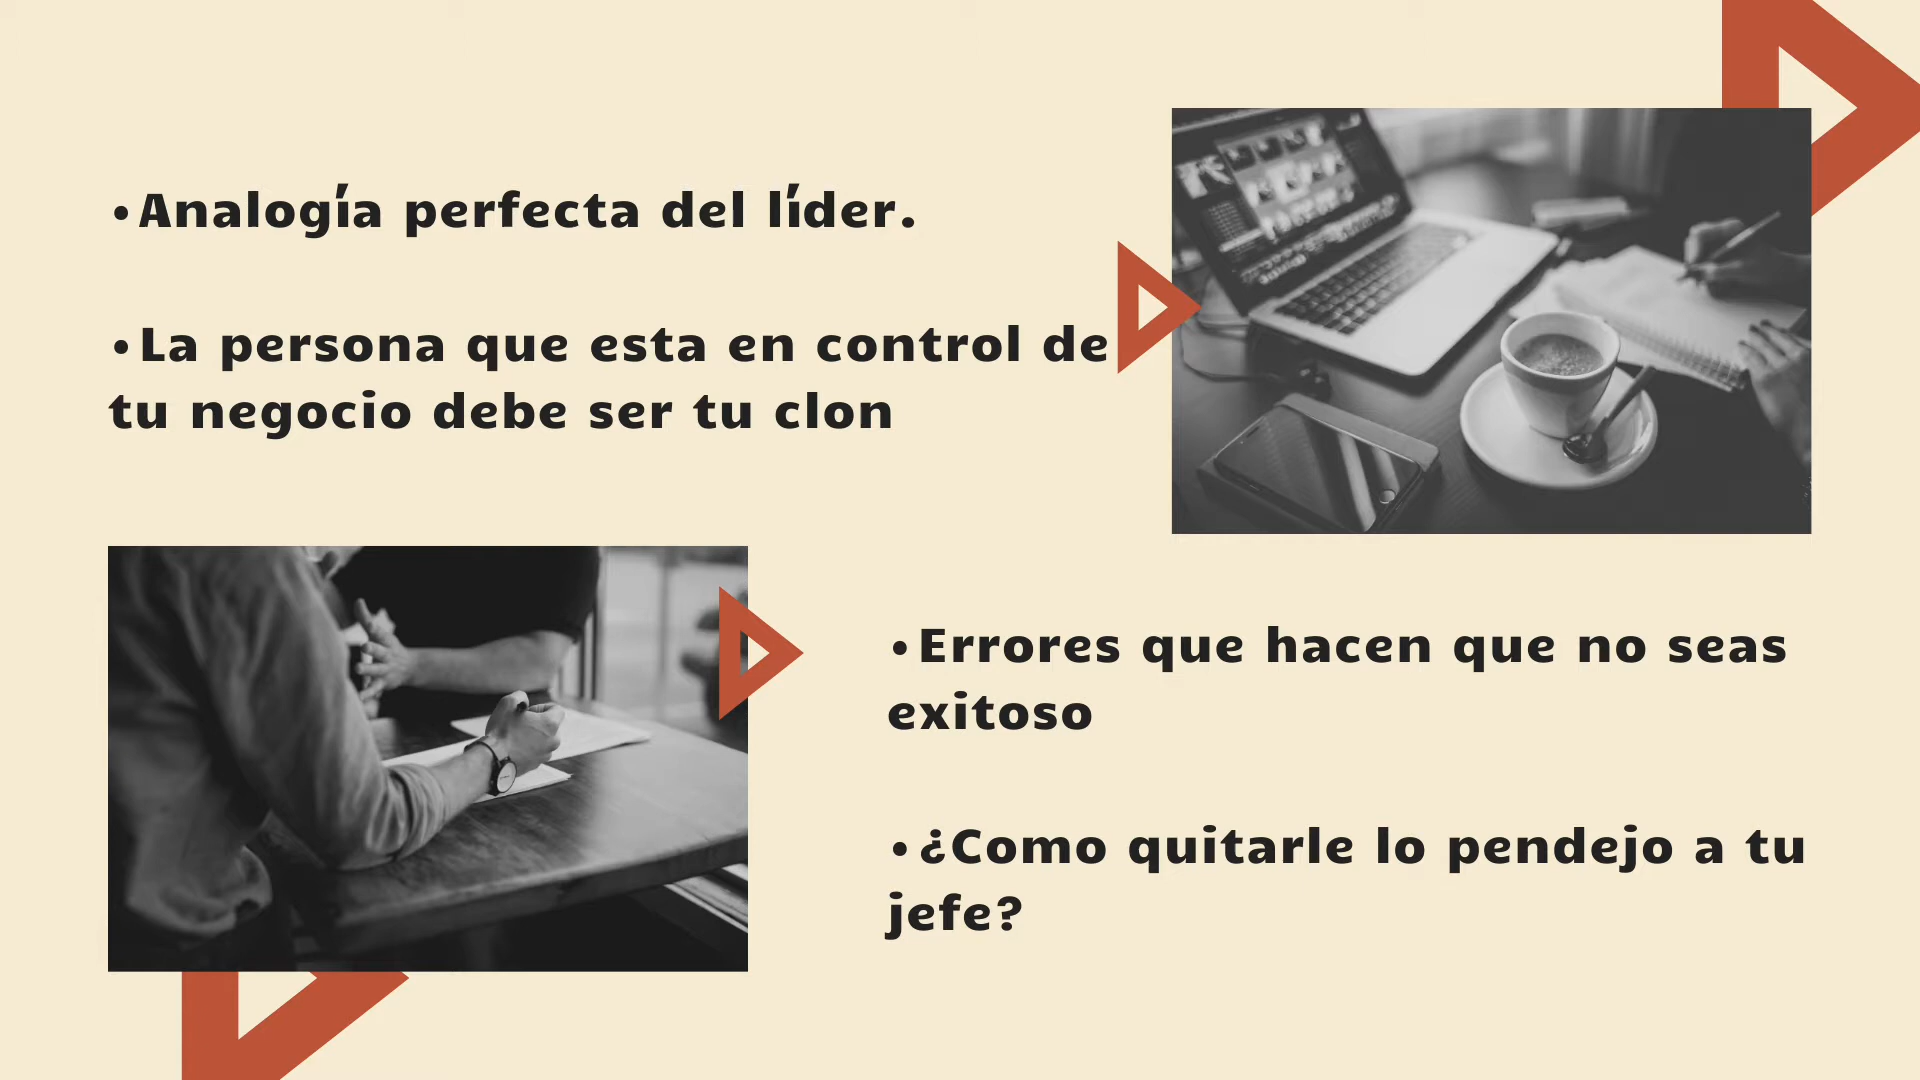 •Analogía perfecta del líder.
•La persona que esta en control de
tu negocio debe ser tu clon
•Errores que hacen que no seas
exitoso
•¿Como quitarle lo pendejo a tu
jefe?